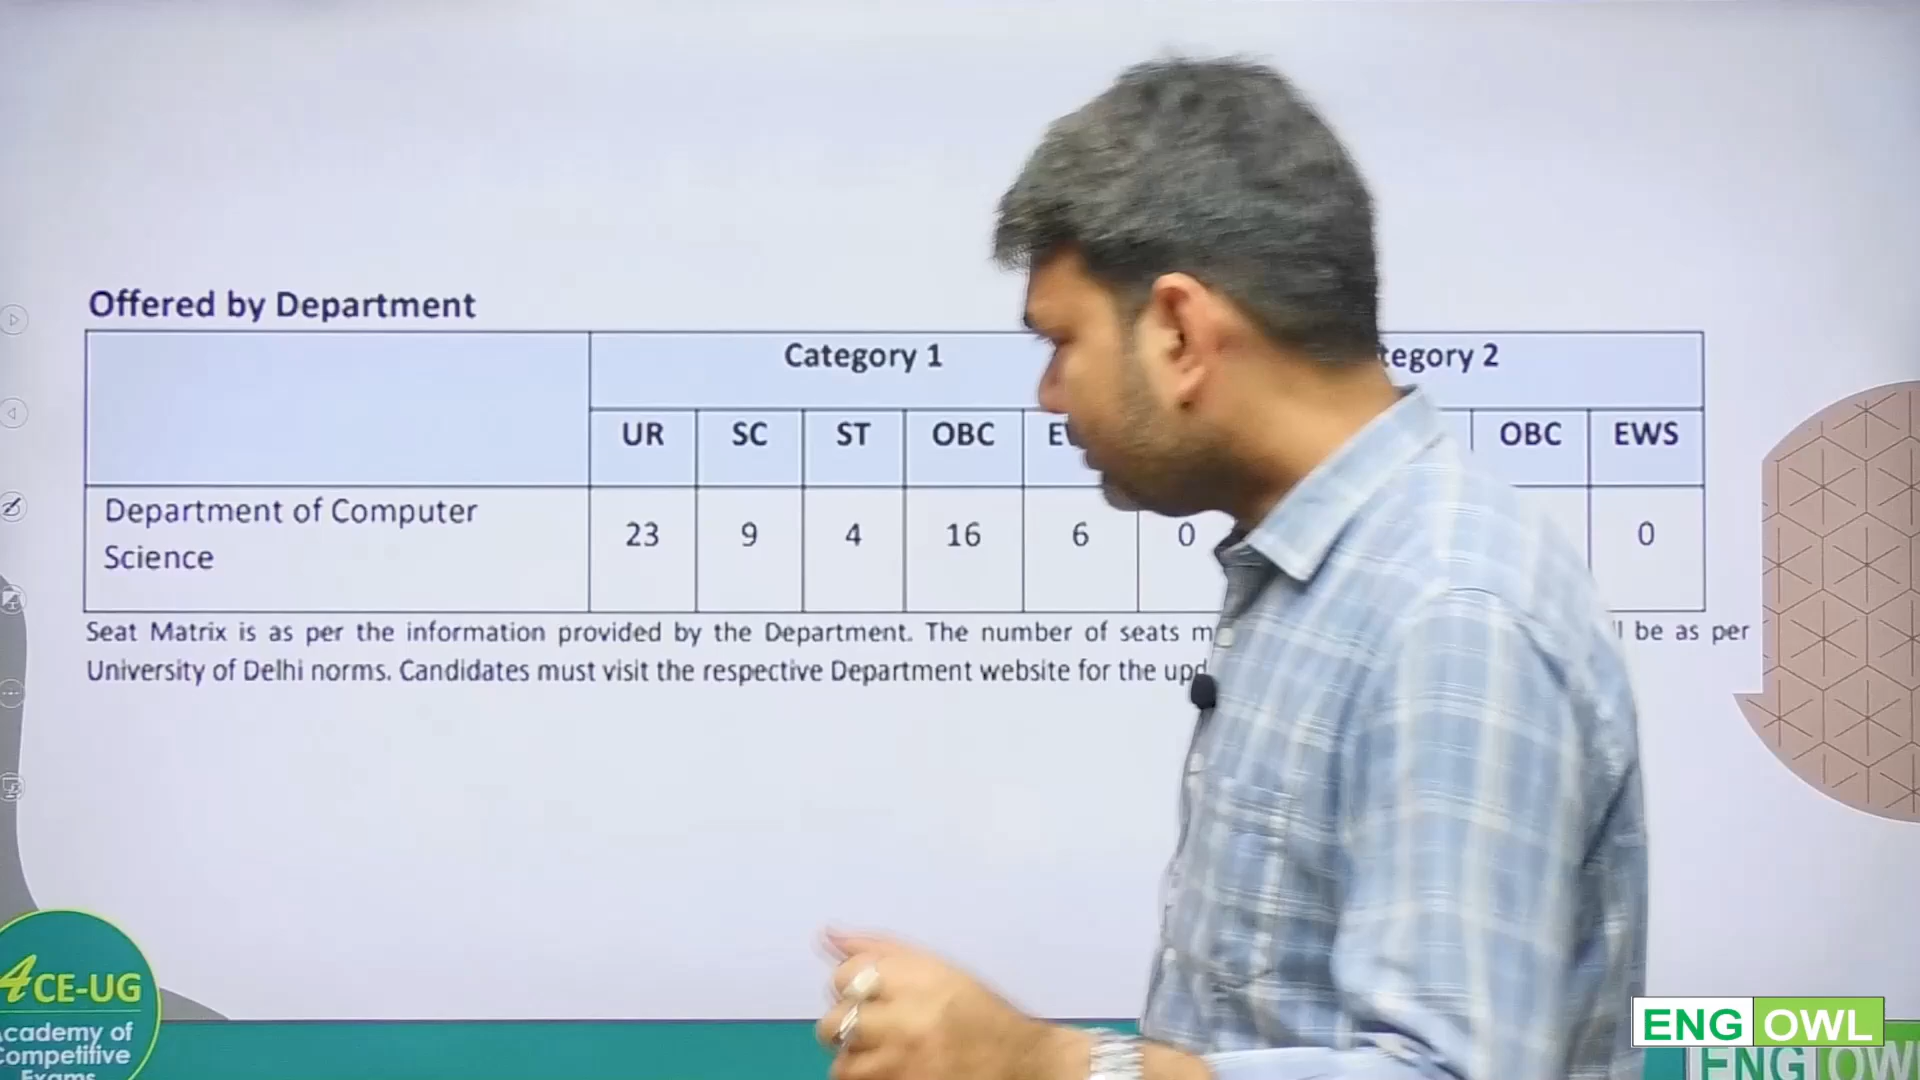 Offered by Department
Category 1
2
UR SC ST OBC OBC EWS
Department of Computer
Science
23 9 4 16 6 0 0
Seat Matrix is as per the information provided by the Department. The number of seats be as per
University of Delhi norms. Candidates must visit the respective Department website for the
ACE-UG
Academy of
Competitive
Exams
ENG OWL
ENG OWL